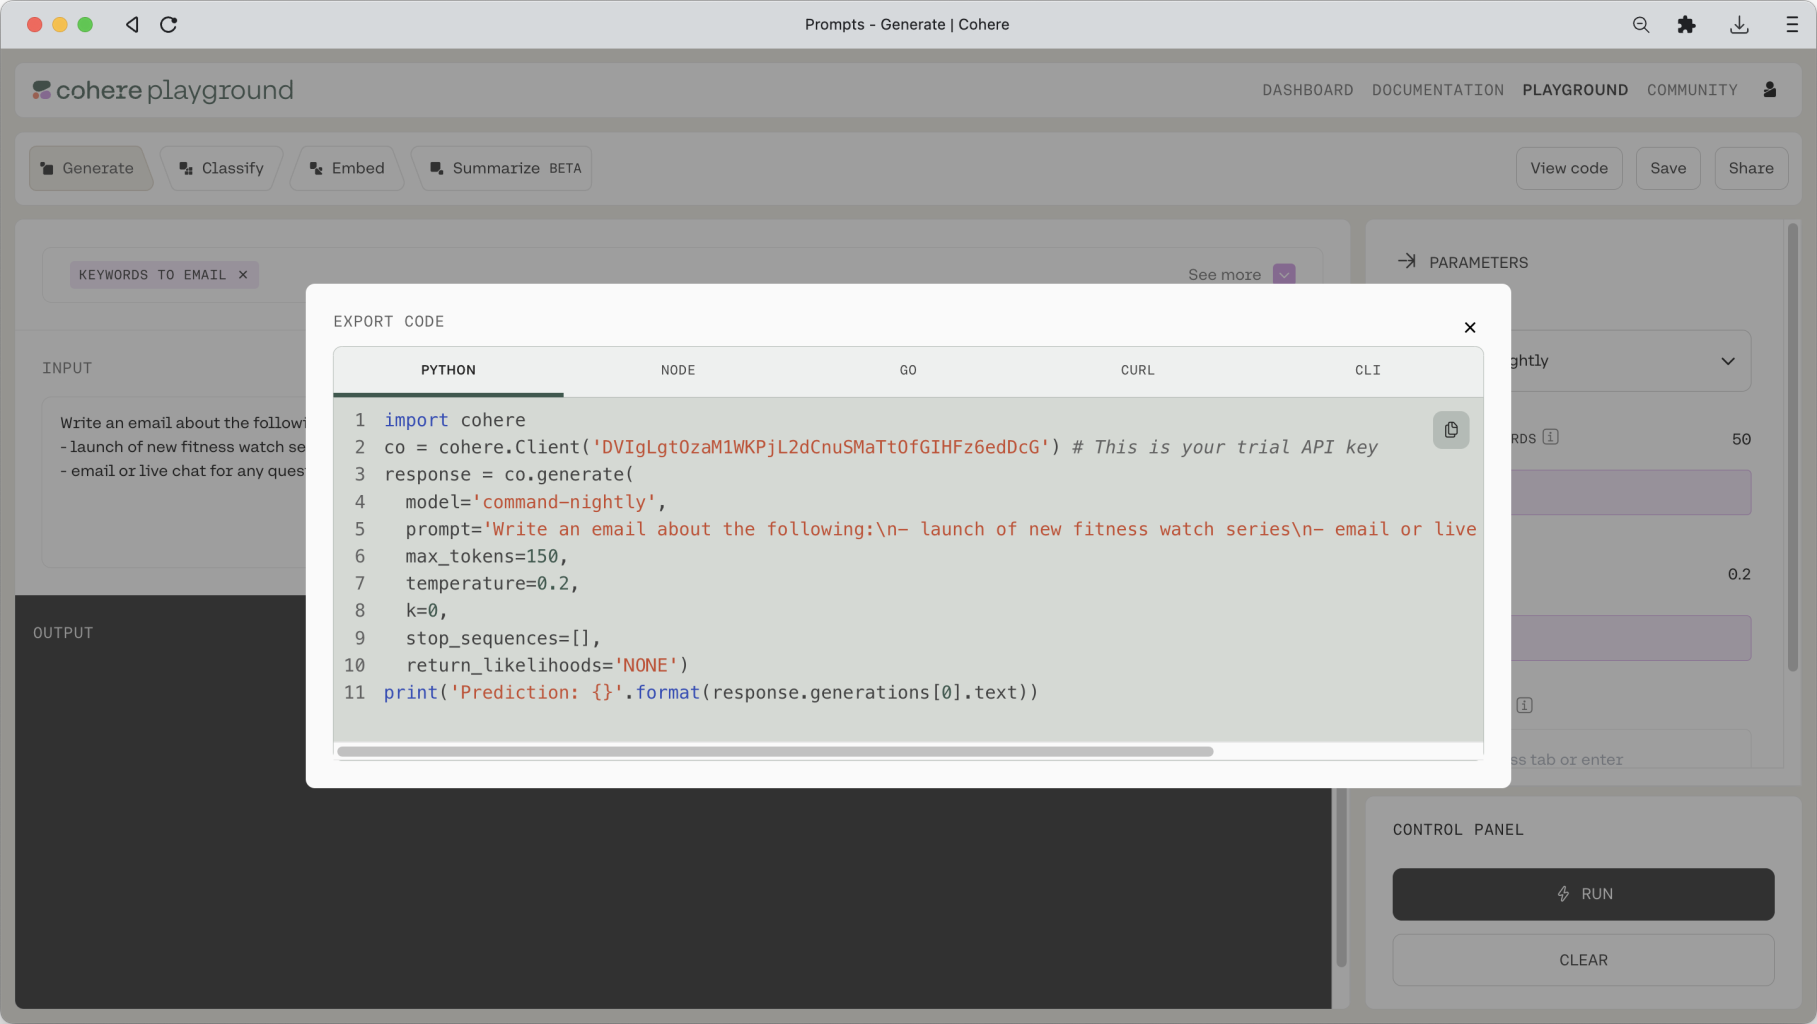 Prompts - Generate | Cohere
cohere playground
DASHBOARD DOCUMENTATION PLAYGROUND COMMUNITY
Generate Classify Embed Summarize BETA
View code Save Share
KEYWORDS TO EMAIL ×
See more
PARAMETERS
EXPORT CODE
INPUT
PYTHON NODE GO CURL CLI
ghtly
Write an email about the followi
- launch of new fitness watch se
- email or live chat for any ques
1 import cohere
2 co = cohere.Client('DVIgLgtOzaM1WKPjL2dCnuSMaTtOfGIHFz6edDcG') # This is your trial API key
3 response = co.generate(
4 model='command-nightly',
5 prompt='Write an email about the following:\n- launch of new fitness watch series\n- email or live
6 max_tokens=150,
7 temperature=0.2,
8 k=0,
9 stop_sequences=[],
10 return_likelihoods='NONE')
11 print('Prediction: {}'.format(response.generations[0].text))
RDS 50
0.2
OUTPUT
ss tab or enter
CONTROL PANEL
RUN
CLEAR